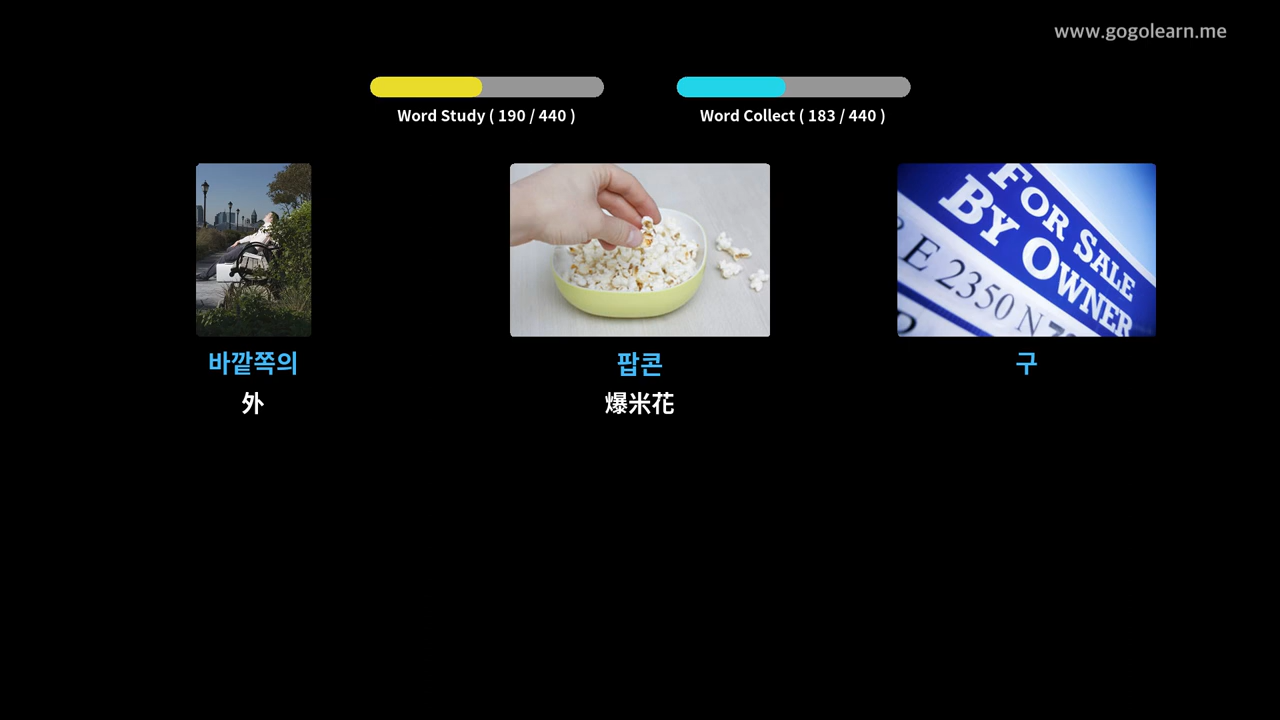 www.gogolearn.me
Word Study ( 190 / 440 )
Word Collect ( 183 / 440 )
FOR SALE
BY OWNER
E 2350 N
바깥쪽의
팝콘
구
外
爆米花